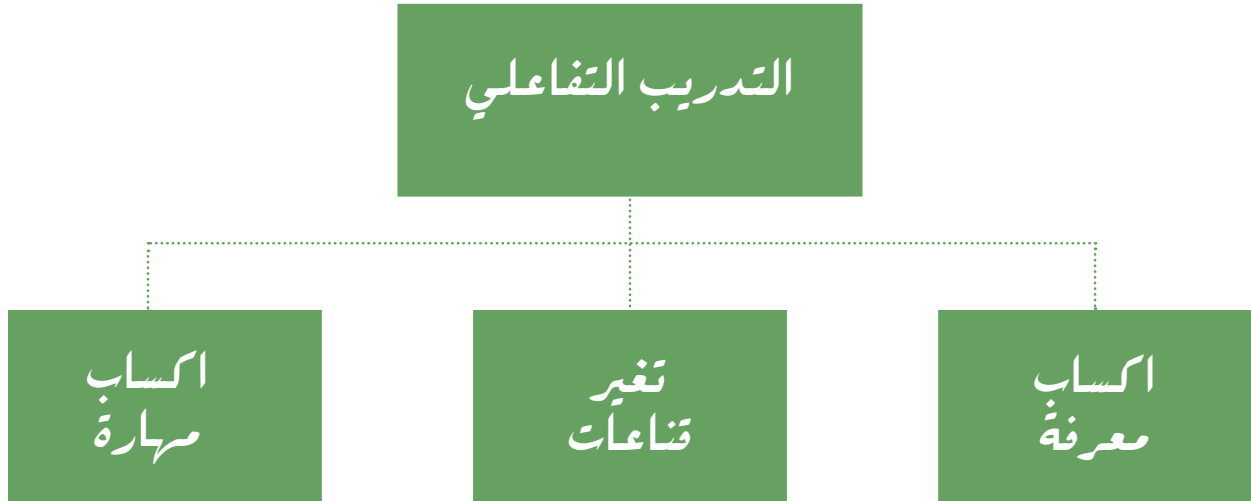 التدريب التفاعلي
اكساب
معرفة
تغير
قناعات
اكساب
مهارة